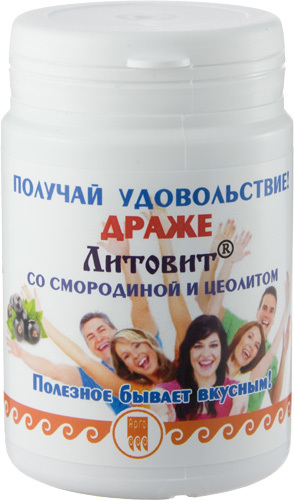 ПОЛУЧАЙ УДОВОЛЬСТВИЕ!
ДРАЖЕ
Литовит®
СО СМОРОДИНОЙ И ЦЕОЛИТОМ
Полезное бывает вкусным!